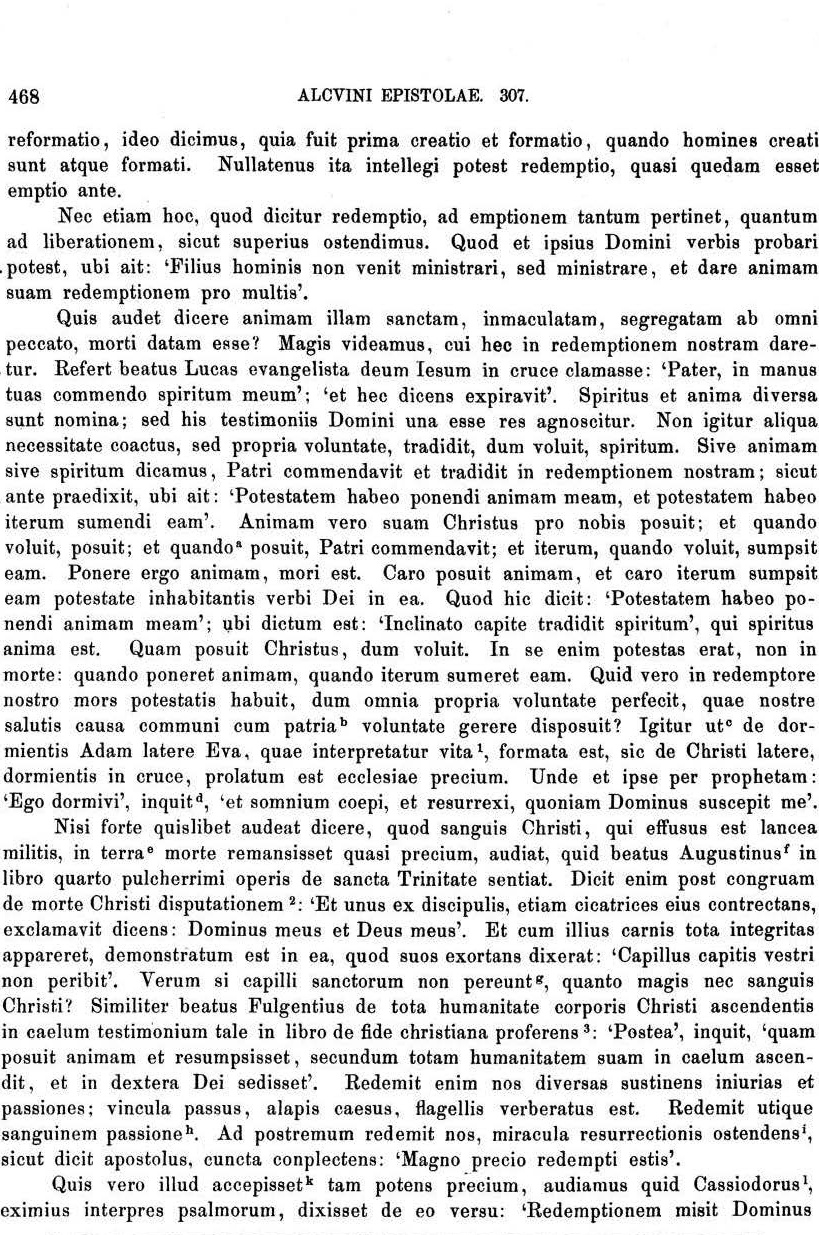 468 ALCVINI EPISTOLAE. 307.
reformatio, ideo dicimus, quia fuit prima creatio et formatio, quando homines creati
sunt atque formati. Nullatenus ita intellegi potest redemptio, quasi quedam esset
emptio ante.
Nec etiam hoc, quod dicitur redemptio, ad emptionem tantum pertinet, quantum
ad liberationem, sicut superius ostendimus. Quod et ipsius Domini verbis probari
potest, ubi ait: ‘Filius hominis non venit ministrari, sed ministrare, et dare animam
suam redemptionem pro multis’.
Quis audet dicere animam illam sanctam, inmaculatam, segregatam ab omni
peccato, morti datam esse? Magis videamus, cui hec in redemptionem nostram dare-
tur. Refert beatus Lucas evangelista deum Iesum in cruce clamasse: ‘Pater, in manus
tuas commendo spiritum meum’; ‘et hec dicens expiravit’. Spiritus et anima diversa
sunt nomina; sed his testimoniis Domini una esse res agnoscitur. Non igitur aliqua
necessitate coactus, sed propria voluntate, tradidit, dum voluit, spiritum. Sive animam
sive spiritum dicamus, Patri commendavit et tradidit in redemptionem nostram; sicut
ante praedixit, ubi ait: ‘Potestatem habeo ponendi animam meam, et potestatem habeo
iterum sumendi eam’. Animam vero suam Christus pro nobis posuit; et quando
voluit, posuit; et quandoᵃ posuit, Patri commendavit; et iterum, quando voluit, sumpsit
eam. Ponere ergo animam, mori est. Caro posuit animam, et caro iterum sumpsit
eam potestate inhabitantis verbi Dei in ea. Quod hic dicit: ‘Potestatem habeo po-
nendi animam meam’; ubi dictum est: ‘Inclinato capite tradidit spiritum’, qui spiritus
anima est. Quam posuit Christus, dum voluit. In se enim potestas erat, non in
morte: quando poneret animam, quando iterum sumeret eam. Quid vero in redemptore
nostro mors potestatis habuit, dum omnia propria voluntate perfecit, quae nostre
salutis causa communi cum patriaᵇ voluntate gerere disposuit? Igitur utᶜ de dor-
mientis Adam latere Eva, quae interpretatur vita¹, formata est, sic de Christi latere,
dormientis in cruce, prolatum est ecclesiae precium. Unde et ipse per prophetam:
‘Ego dormivi’, inquitᵈ, ‘et somnium coepi, et resurrexi, quoniam Dominus suscepit me’.
Nisi forte quislibet audeat dicere, quod sanguis Christi, qui effusus est lancea
militis, in terraᵉ morte remansisset quasi precium, audiat, quid beatus Augustinusᶠ in
libro quarto pulcherrimi operis de sancta Trinitate sentiat. Dicit enim post congruam
de morte Christi disputationem²: ‘Et unus ex discipulis, etiam cicatrices eius contrectans,
exclamavit dicens: Dominus meus et Deus meus’. Et cum illius carnis tota integritas
appareret, demonstratum est in ea, quod suos exortans dixerat: ‘Capillus capitis vestri
non peribit’. Verum si capilli sanctorum non pereuntᵍ, quanto magis nec sanguis
Christi? Similiter beatus Fulgentius de tota humanitate corporis Christi ascendentis
in caelum testimonium tale in libro de fide christiana proferens³: ‘Postea’, inquit, ‘quam
posuit animam et resumpsisset, secundum totam humanitatem suam in caelum ascen-
dit, et in dextera Dei sedisset’. Redemit enim nos diversas sustinens iniurias et
passiones; vincula passus, alapis caesus, flagellis verberatus est. Redemit utique
sanguinem passioneʰ. Ad postremum redemit nos, miracula resurrectionis ostendensⁱ,
sicut dicit apostolus, cuncta conplectens: ‘Magno precio redempti estis’.
Quis vero illud accepissetᵏ tam potens precium, audiamus quid Cassiodorusˡ,
eximius interpres psalmorum, dixisset de eo versu: ‘Redemptionem misit Dominus